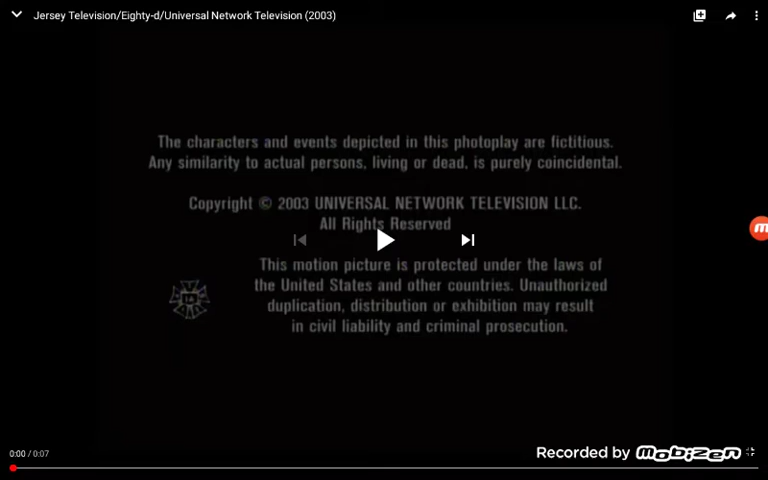 Jersey Television/Eighty-d/Universal Network Television (2003)
The characters and events depicted in this photoplay are fictitious.
Any similarity to actual persons, living or dead, is purely coincidental.
Copyright © 2003 UNIVERSAL NETWORK TELEVISION LLC.
All Rights Reserved
This motion picture is protected under the laws of
the United States and other countries. Unauthorized
duplication, distribution or exhibition may result
in civil liability and criminal prosecution.
0:00 / 0:07
Recorded by mobizen